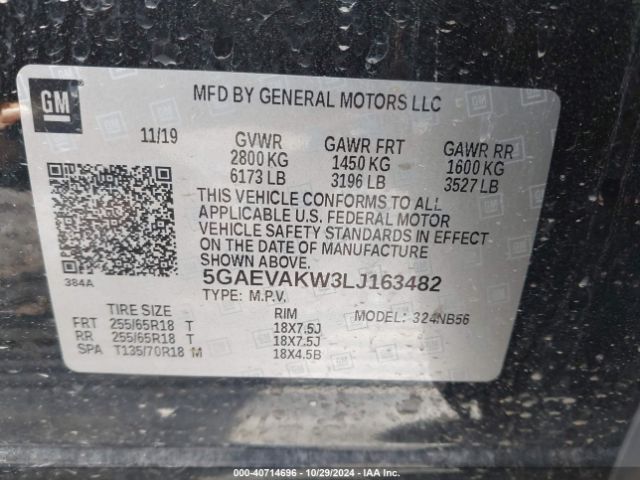 GM
MFD BY GENERAL MOTORS LLC
11/19 GVWR GAWR FRT GAWR RR
2800 KG 1450 KG 1600 KG
6173 LB 3196 LB 3527 LB
THIS VEHICLE CONFORMS TO ALL
APPLICABLE U.S. FEDERAL MOTOR
VEHICLE SAFETY STANDARDS IN EFFECT
ON THE DATE OF MANUFACTURE
SHOWN ABOVE.
384A
5GAEVAKW3LJ163482
TYPE: M.P.V.
TIRE SIZE RIM MODEL: 324NB56
FRT 255/65R18 T 18X7.5J
RR 255/65R18 T 18X7.5J
SPA T135/70R18 M 18X4.5B
000-40714696 - 10/29/2024 - IAA Inc.